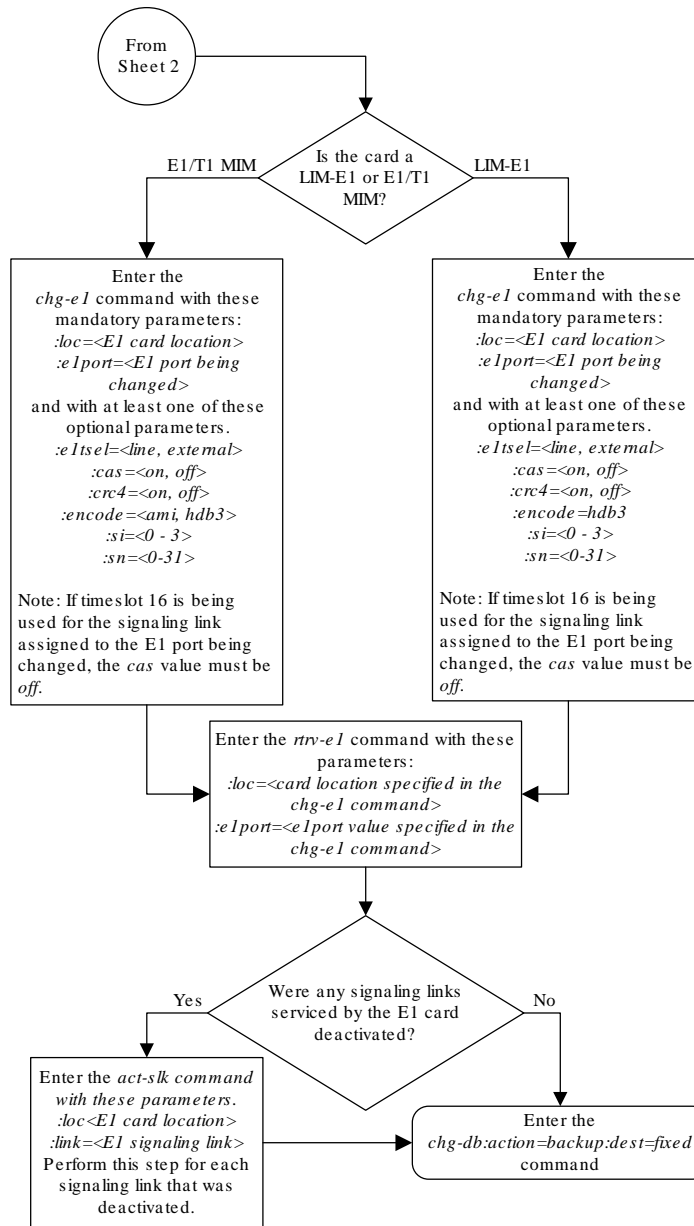 From
Sheet 2
Is the card a
LIM-E1 or E1/T1
MIM?
E1/T1 MIM
LIM-E1
Enter the
chg-e1 command with these
mandatory parameters:
:loc=<E1 card location>
:e1port=<E1 port being
changed>
and with at least one of these
optional parameters.
:e1tsel=<line, external>
:cas=<on, off>
:crc4=<on, off>
:encode=<ami, hdb3>
:si=<0 - 3>
:sn=<0-31>
Note: If timeslot 16 is being
used for the signaling link
assigned to the E1 port being
changed, the cas value must be
off.
Enter the
chg-e1 command with these
mandatory parameters:
:loc=<E1 card location>
:e1port=<E1 port being
changed>
and with at least one of these
optional parameters.
:e1tsel=<line, external>
:cas=<on, off>
:crc4=<on, off>
:encode=hdb3
:si=<0 - 3>
:sn=<0-31>
Note: If timeslot 16 is being
used for the signaling link
assigned to the E1 port being
changed, the cas value must be
off.
Enter the rtrv-e1 command with these
parameters:
:loc=<card location specified in the
chg-e1 command>
:e1port=<e1port value specified in the
chg-e1 command>
Were any signaling links
serviced by the E1 card
deactivated?
Yes
No
Enter the act-slk command
with these parameters.
:loc<E1 card location>
:link=<E1 signaling link>
Perform this step for each
signaling link that was
deactivated.
Enter the
chg-db:action=backup:dest=fixed
command